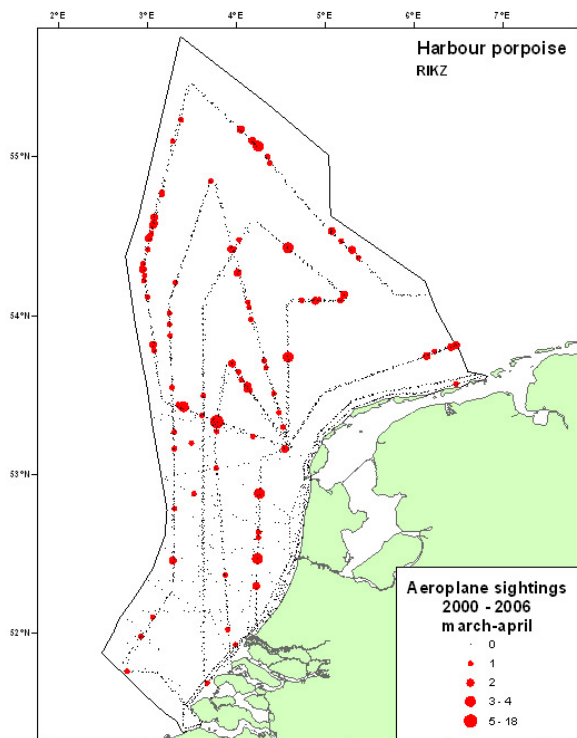 2°E 3°E 4°E 5°E 6°E 7°E
Harbour porpoise
RIKZ
55°N
54°N
53°N
52°N
Aeroplane sightings
2000 - 2006
march-april
0
1
2
3 - 4
5 - 18